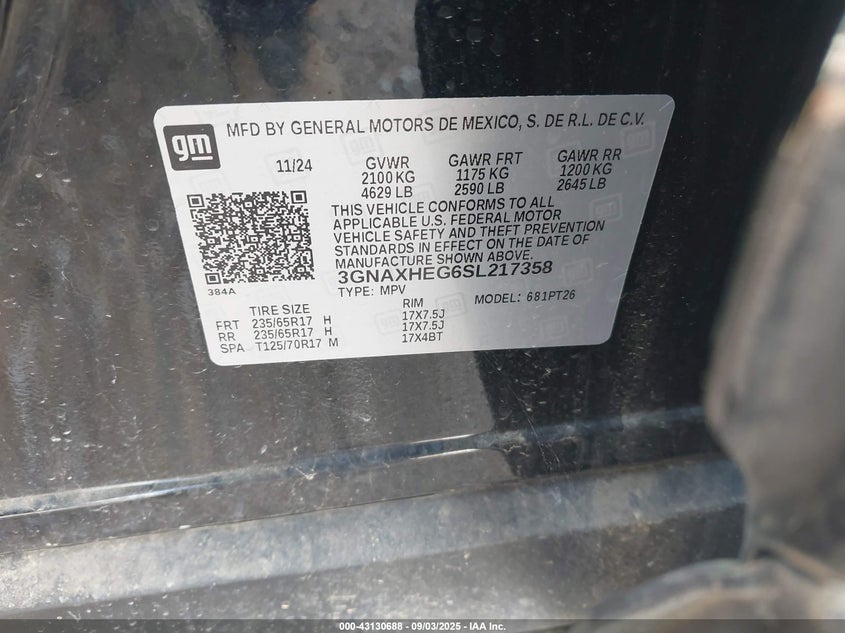 gm
MFD BY GENERAL MOTORS DE MEXICO, S. DE R.L. DE C.V.
11/24 GVWR GAWR FRT GAWR RR
2100 KG 1175 KG 1200 KG
4629 LB 2590 LB 2645 LB
THIS VEHICLE CONFORMS TO ALL
APPLICABLE U.S. FEDERAL MOTOR
VEHICLE SAFETY AND THEFT PREVENTION
STANDARDS IN EFFECT ON THE DATE OF
MANUFACTURE SHOWN ABOVE.
384A
3GNAXHEG6SL217358
TYPE: MPV MODEL: 681PT26
TIRE SIZE RIM
FRT 235/65R17 H 17X7.5J
RR 235/65R17 H 17X7.5J
SPA T125/70R17 M 17X4BT
000-43130688 - 09/03/2025 - IAA Inc.